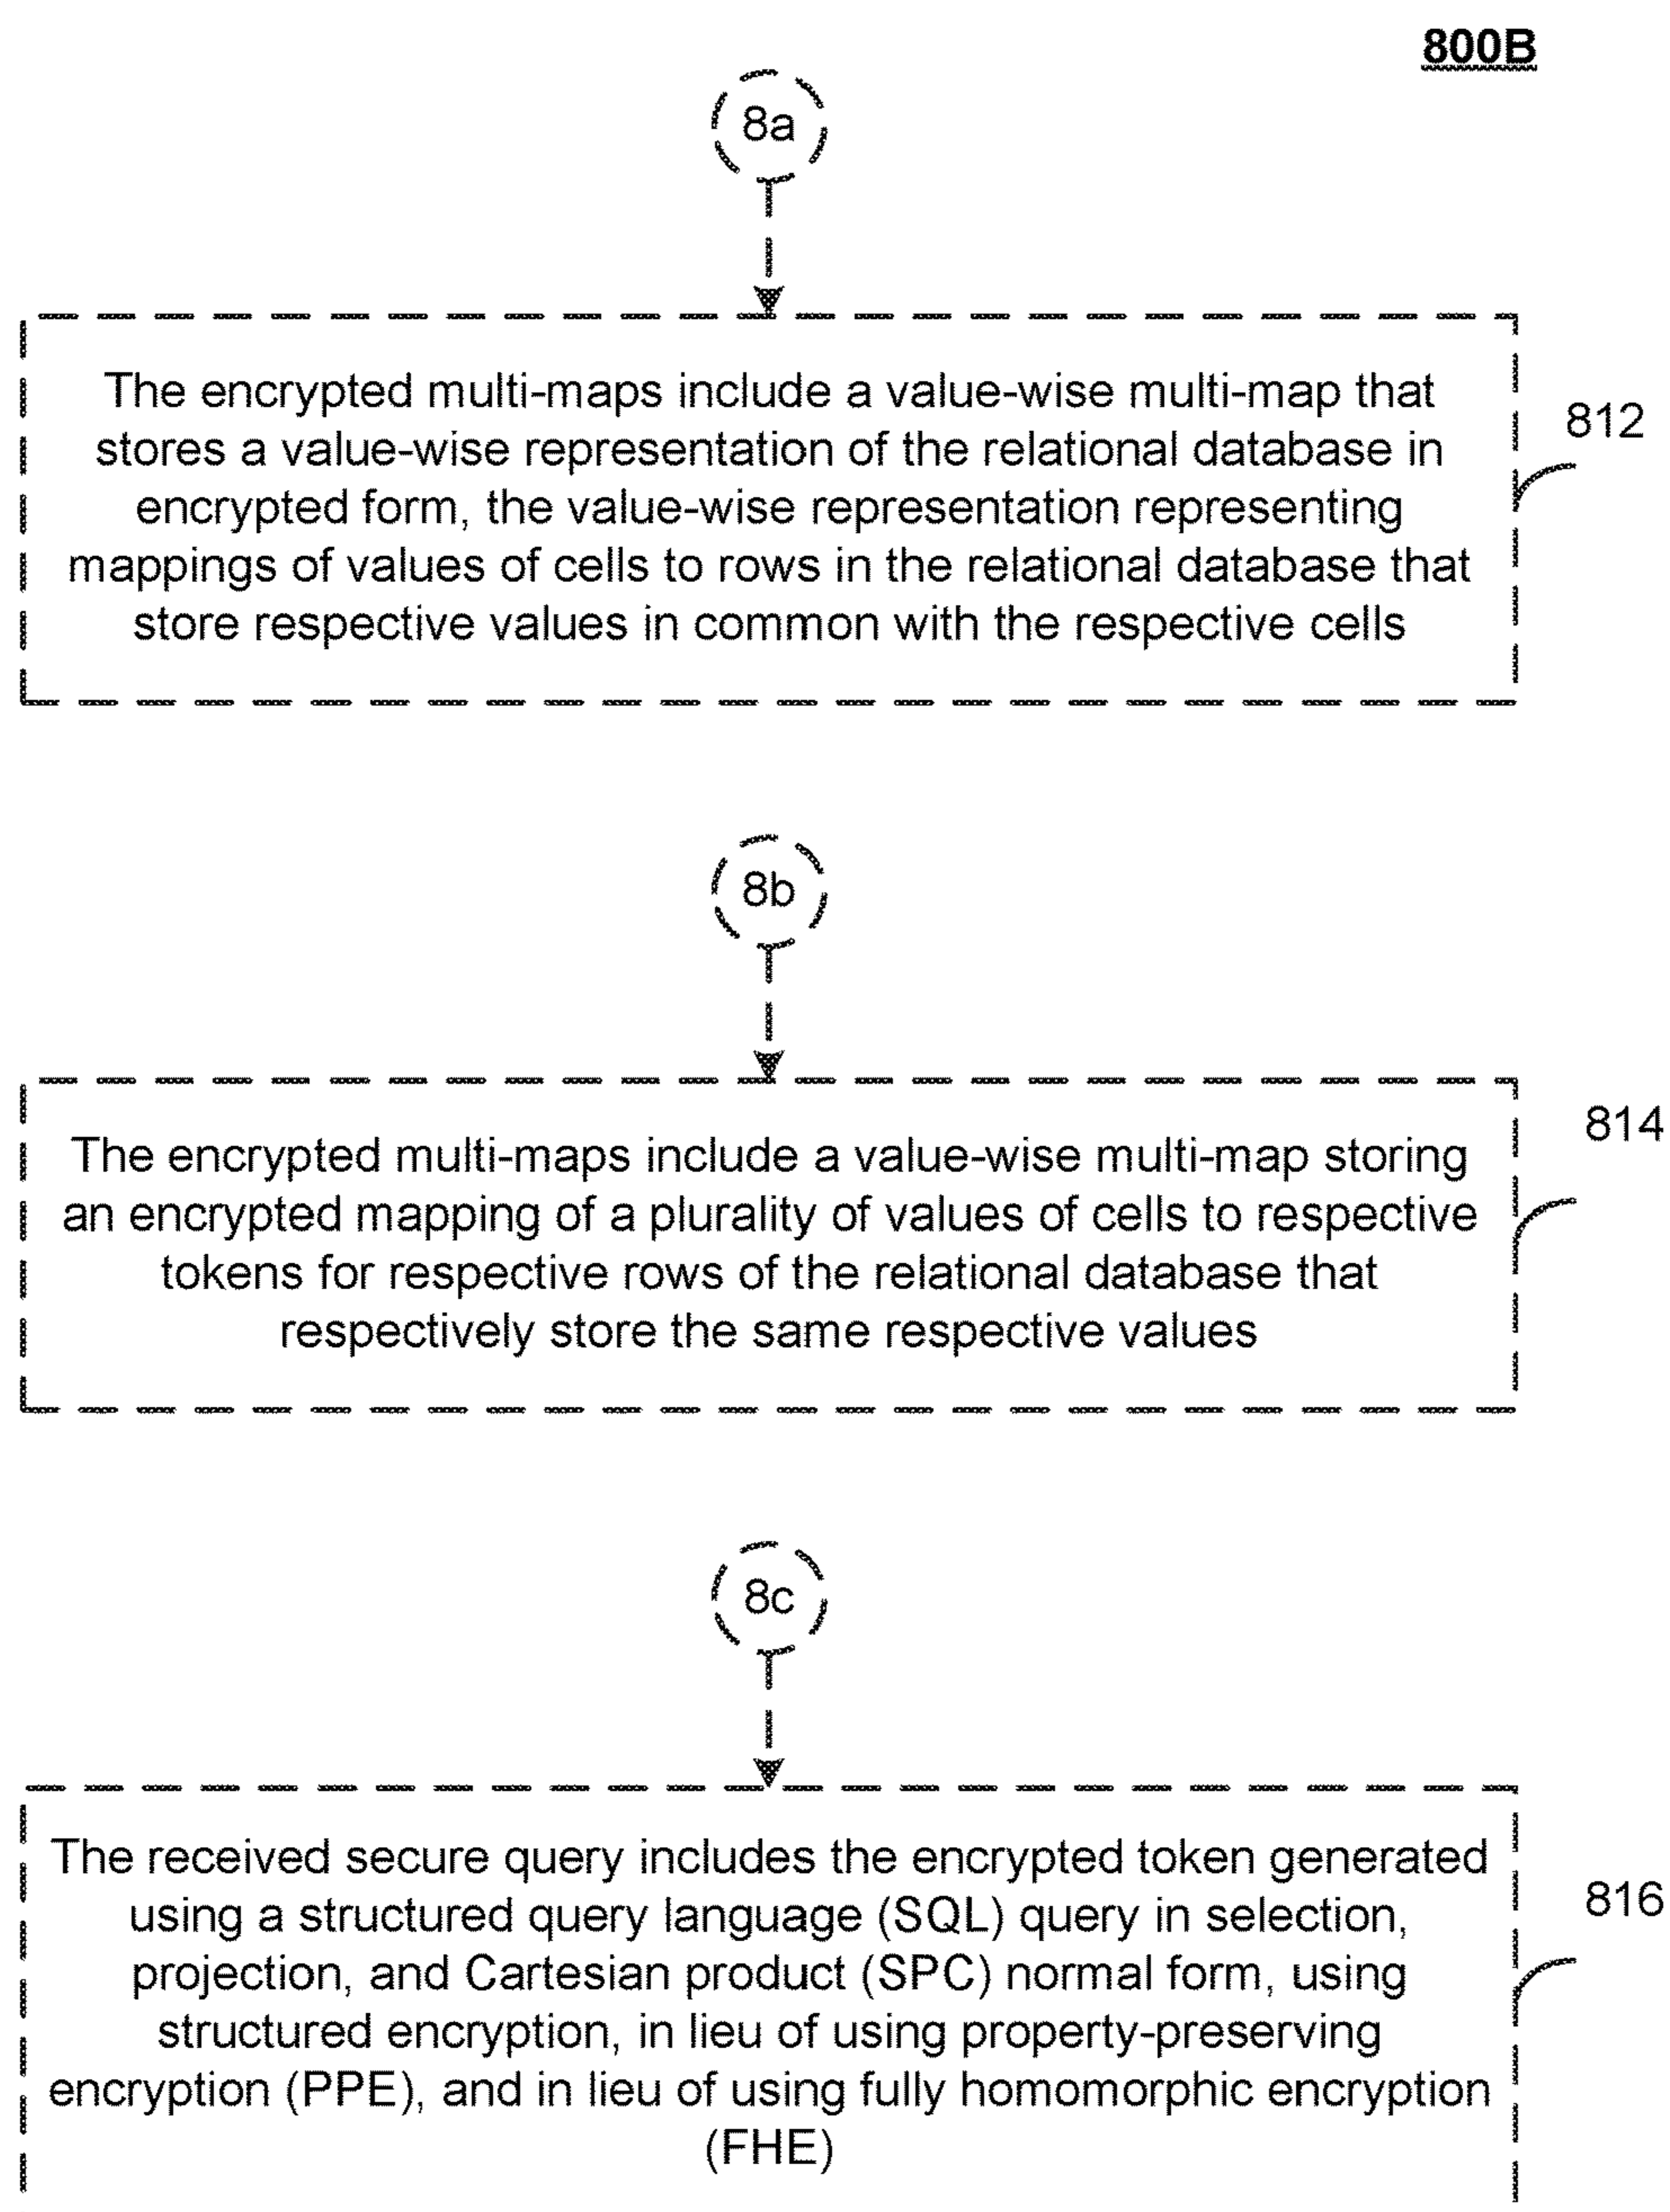 800B
8a
The encrypted multi-maps include a value-wise multi-map that
stores a value-wise representation of the relational database in
encrypted form, the value-wise representation representing
mappings of values of cells to rows in the relational database that
store respective values in common with the respective cells
812
8b
The encrypted multi-maps include a value-wise multi-map storing
an encrypted mapping of a plurality of values of cells to respective
tokens for respective rows of the relational database that
respectively store the same respective values
814
8c
The received secure query includes the encrypted token generated
using a structured query language (SQL) query in selection,
projection, and Cartesian product (SPC) normal form, using
structured encryption, in lieu of using property-preserving
encryption (PPE), and in lieu of using fully homomorphic encryption
(FHE)
816